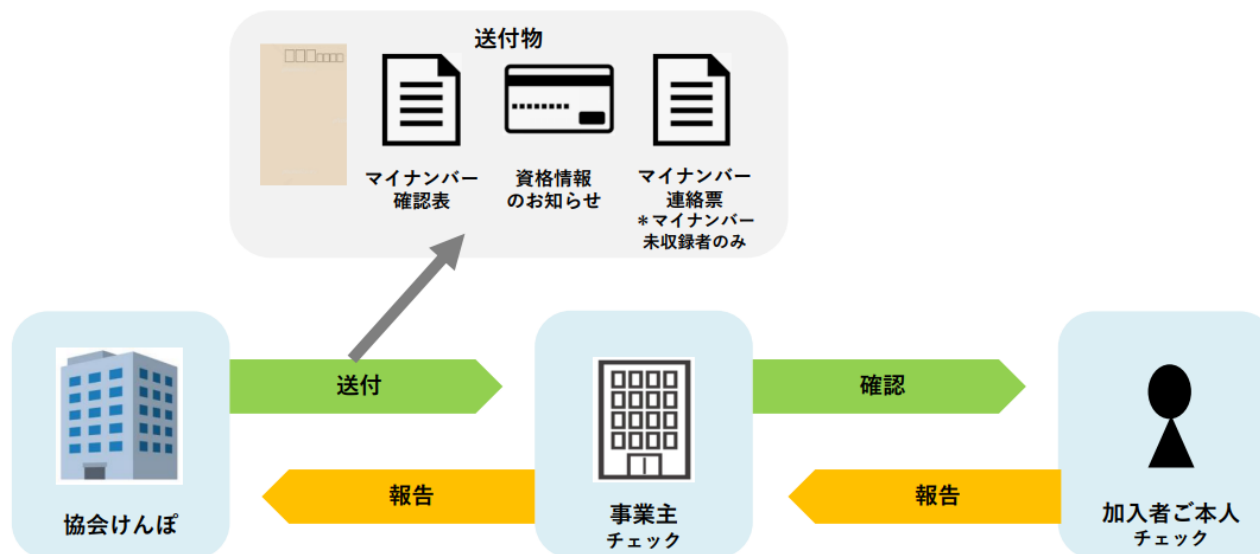 送付物
マイナンバー
確認表
資格情報
のお知らせ
マイナンバー
連絡票
＊マイナンバー
未収録者のみ
送付
確認
報告
報告
協会けんぽ
事業主
チェック
加入者ご本人
チェック